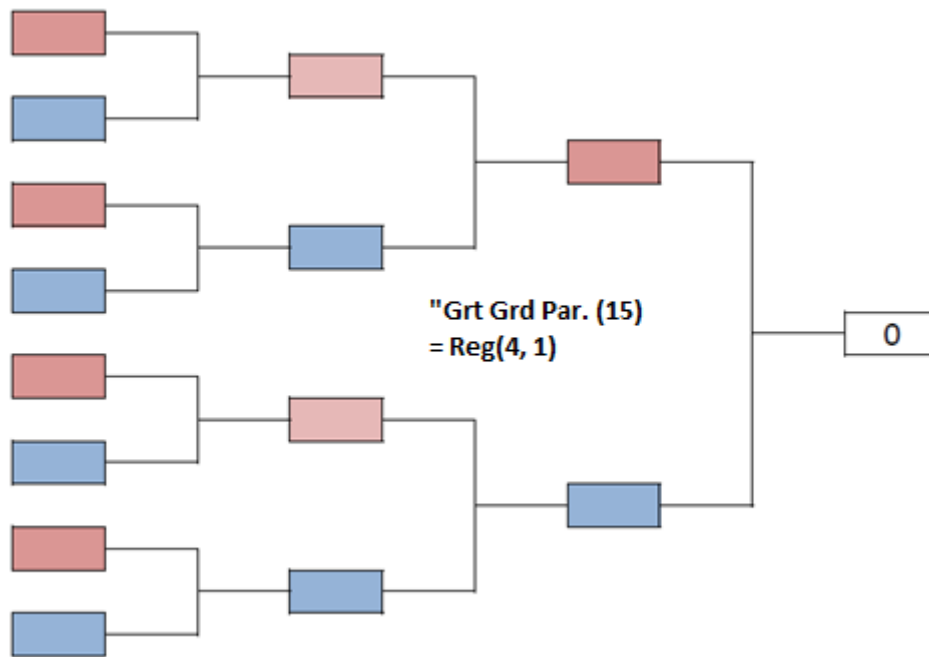 "Grt Grd Par. (15)
= Reg(4, 1)
0